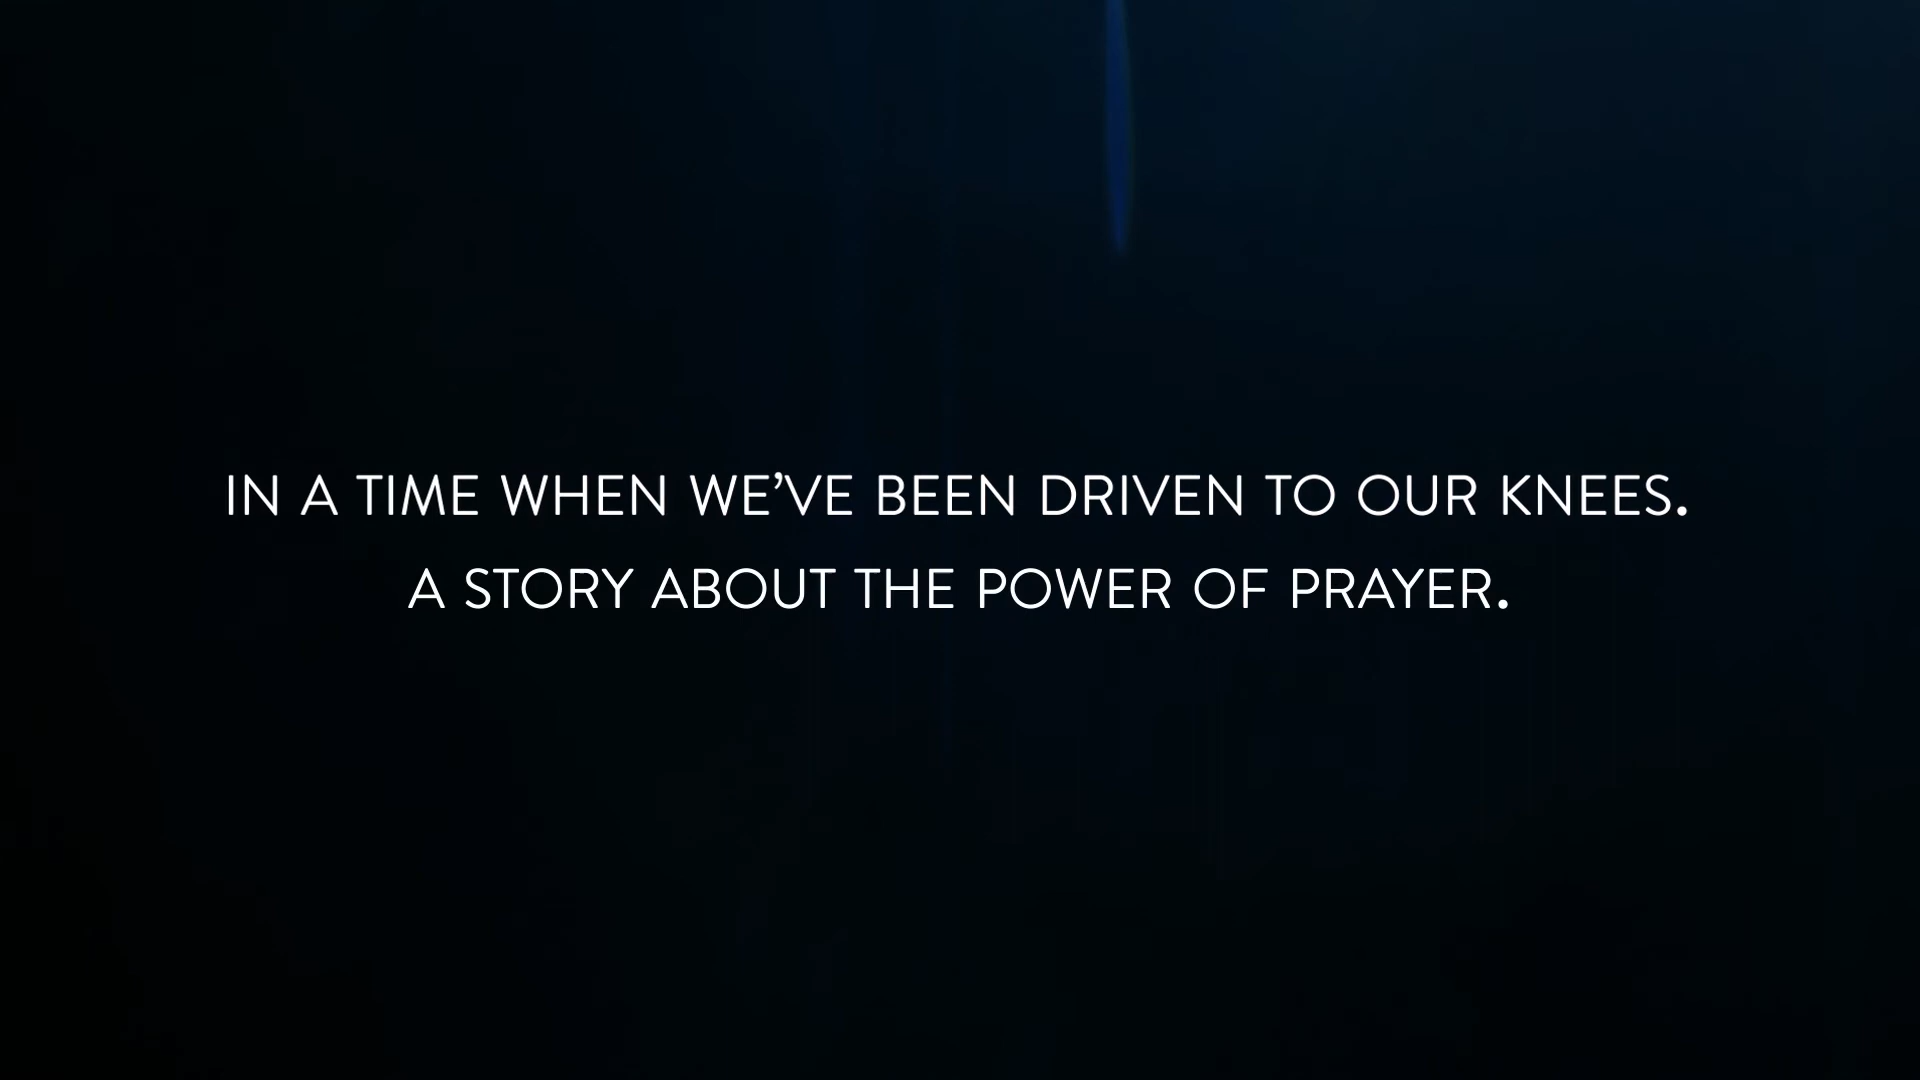 IN A TIME WHEN WE’VE BEEN DRIVEN TO OUR KNEES.
A STORY ABOUT THE POWER OF PRAYER.